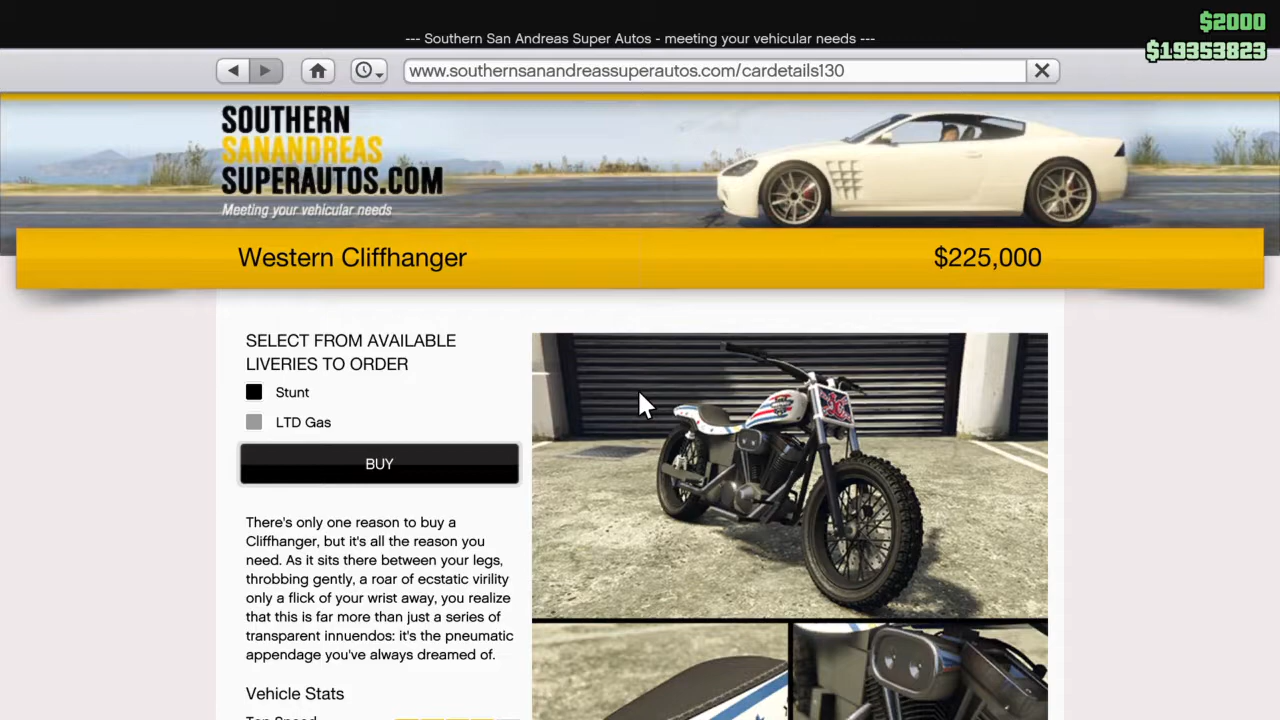 $2000
--- Southern San Andreas Super Autos - meeting your vehicular needs ---
$19353823
www.southernsanandreassuperautos.com/cardetails130
SOUTHERN
SANANDREAS
SUPERAUTOS.COM
Meeting your vehicular needs
Western Cliffhanger
$225,000
SELECT FROM AVAILABLE
LIVERIES TO ORDER
Stunt
LTD Gas
BUY
There's only one reason to buy a
Cliffhanger, but it's all the reason you
need. As it sits there between your legs,
throbbing gently, a roar of ecstatic virility
only a flick of your wrist away, you realize
that this is far more than just a series of
transparent innuendos: it's the pneumatic
appendage you've always dreamed of.
Vehicle Stats
Top Speed